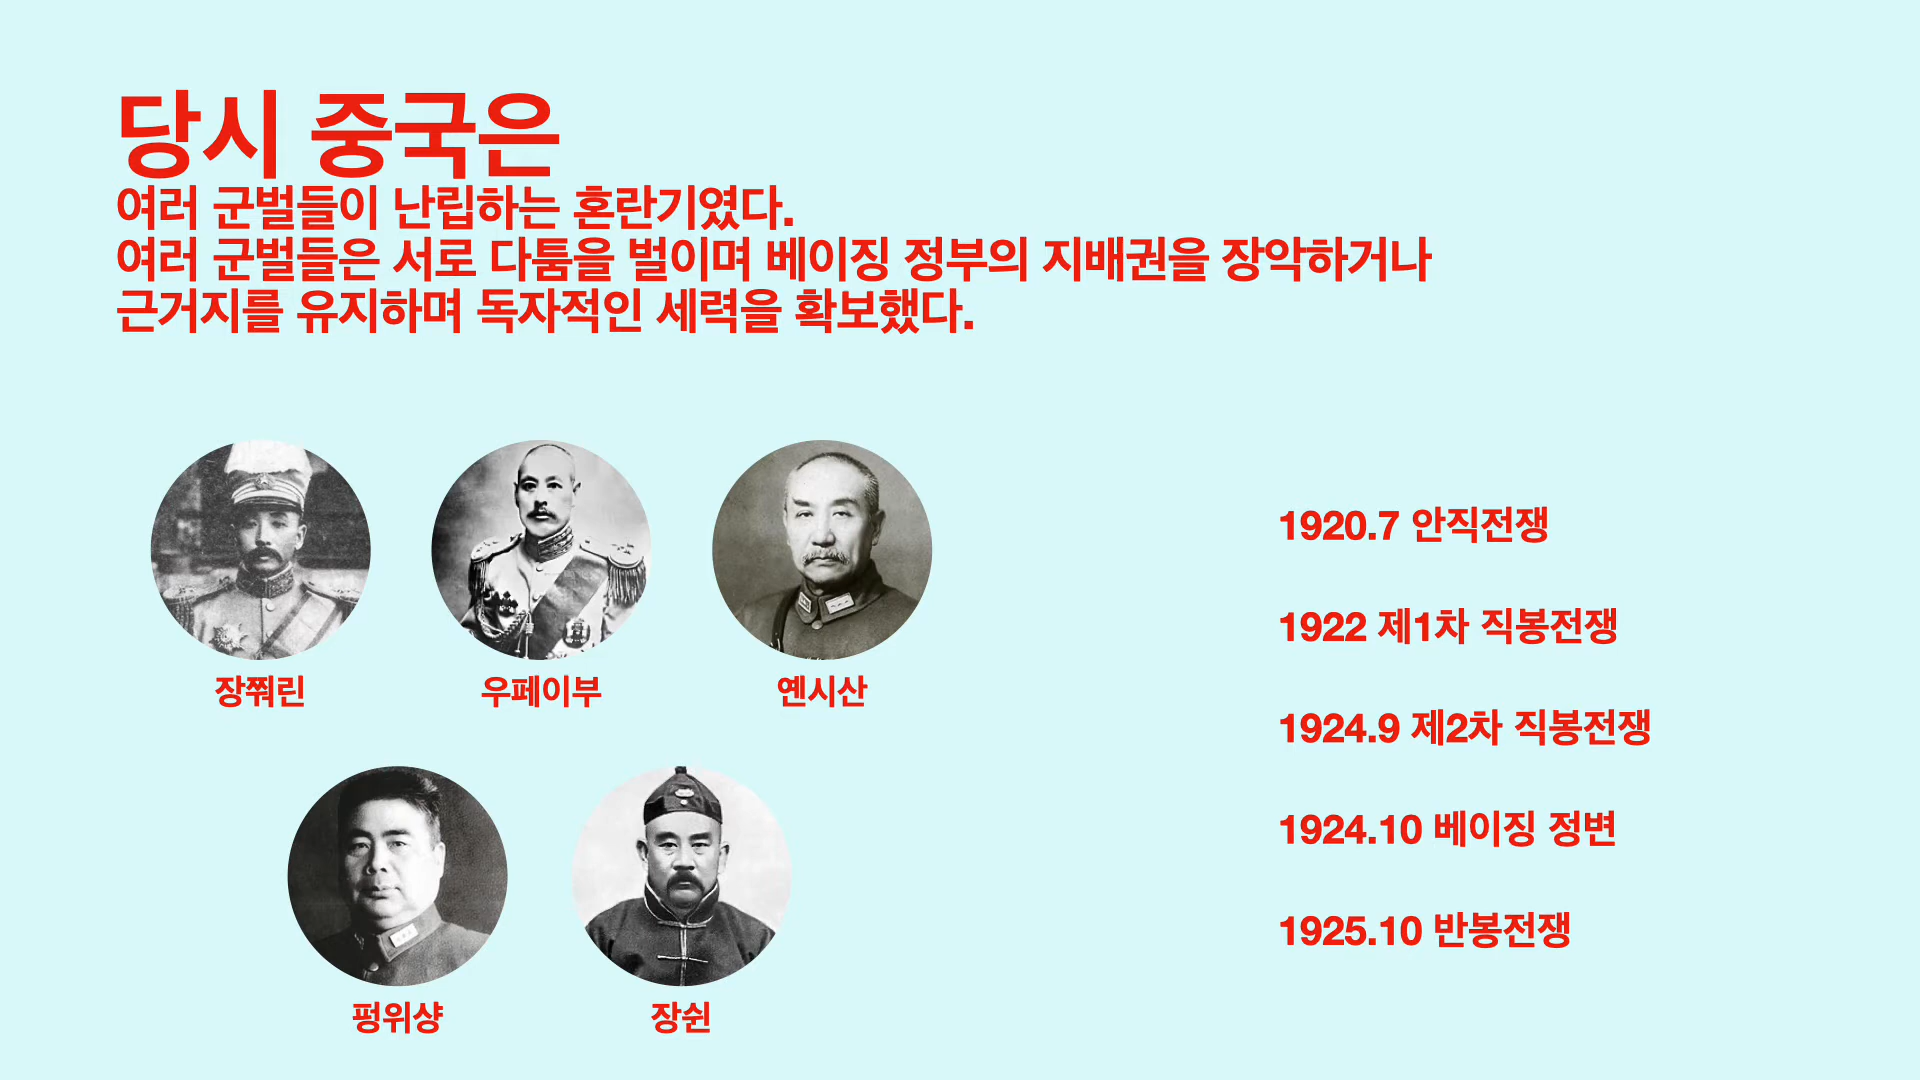 당시 중국은
여러 군벌들이 난립하는 혼란기였다.
여러 군벌들은 서로 다툼을 벌이며 베이징 정부의 지배권을 장악하거나
근거지를 유지하며 독자적인 세력을 확보했다.
장쭤린
우페이부
옌시산
펑위샹
장쉰
1920.7 안직전쟁
1922 제1차 직봉전쟁
1924.9 제2차 직봉전쟁
1924.10 베이징 정변
1925.10 반봉전쟁